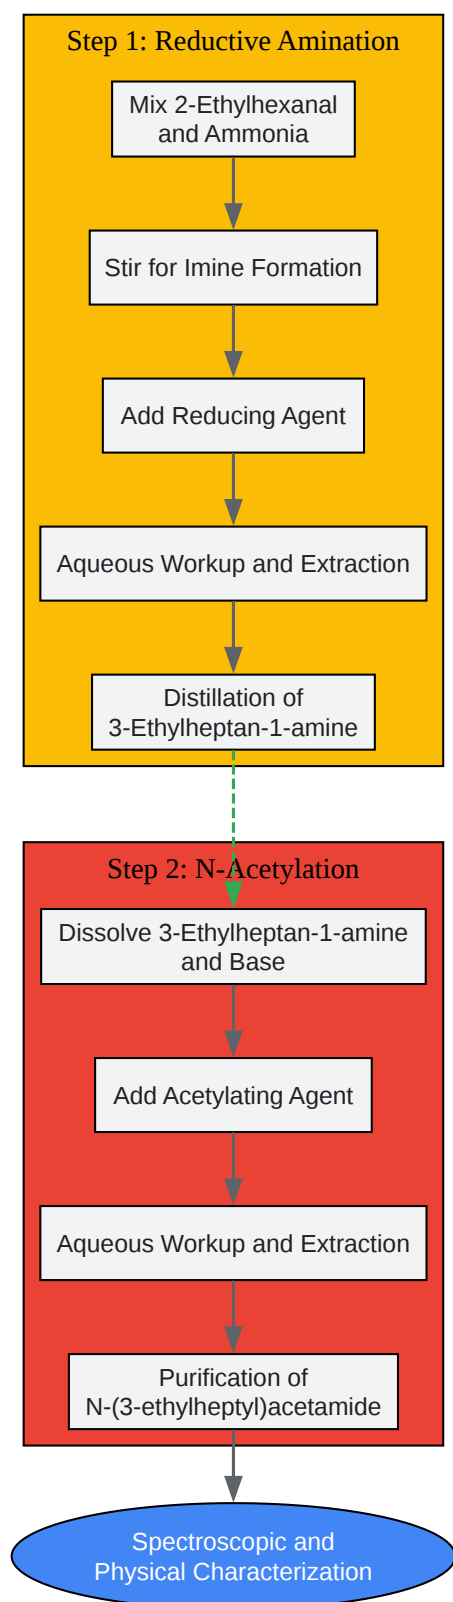 Step 1: Reductive Amination
Mix 2-Ethylhexanal
and Ammonia
Stir for Imine Formation
Add Reducing Agent
Aqueous Workup and Extraction
Distillation of
3-Ethylheptan-1-amine
Step 2: N-Acetylation
Dissolve 3-Ethylheptan-1-amine
and Base
Add Acetylating Agent
Aqueous Workup and Extraction
Purification of
N-(3-ethylheptyl)acetamide
Spectroscopic and
Physical Characterization